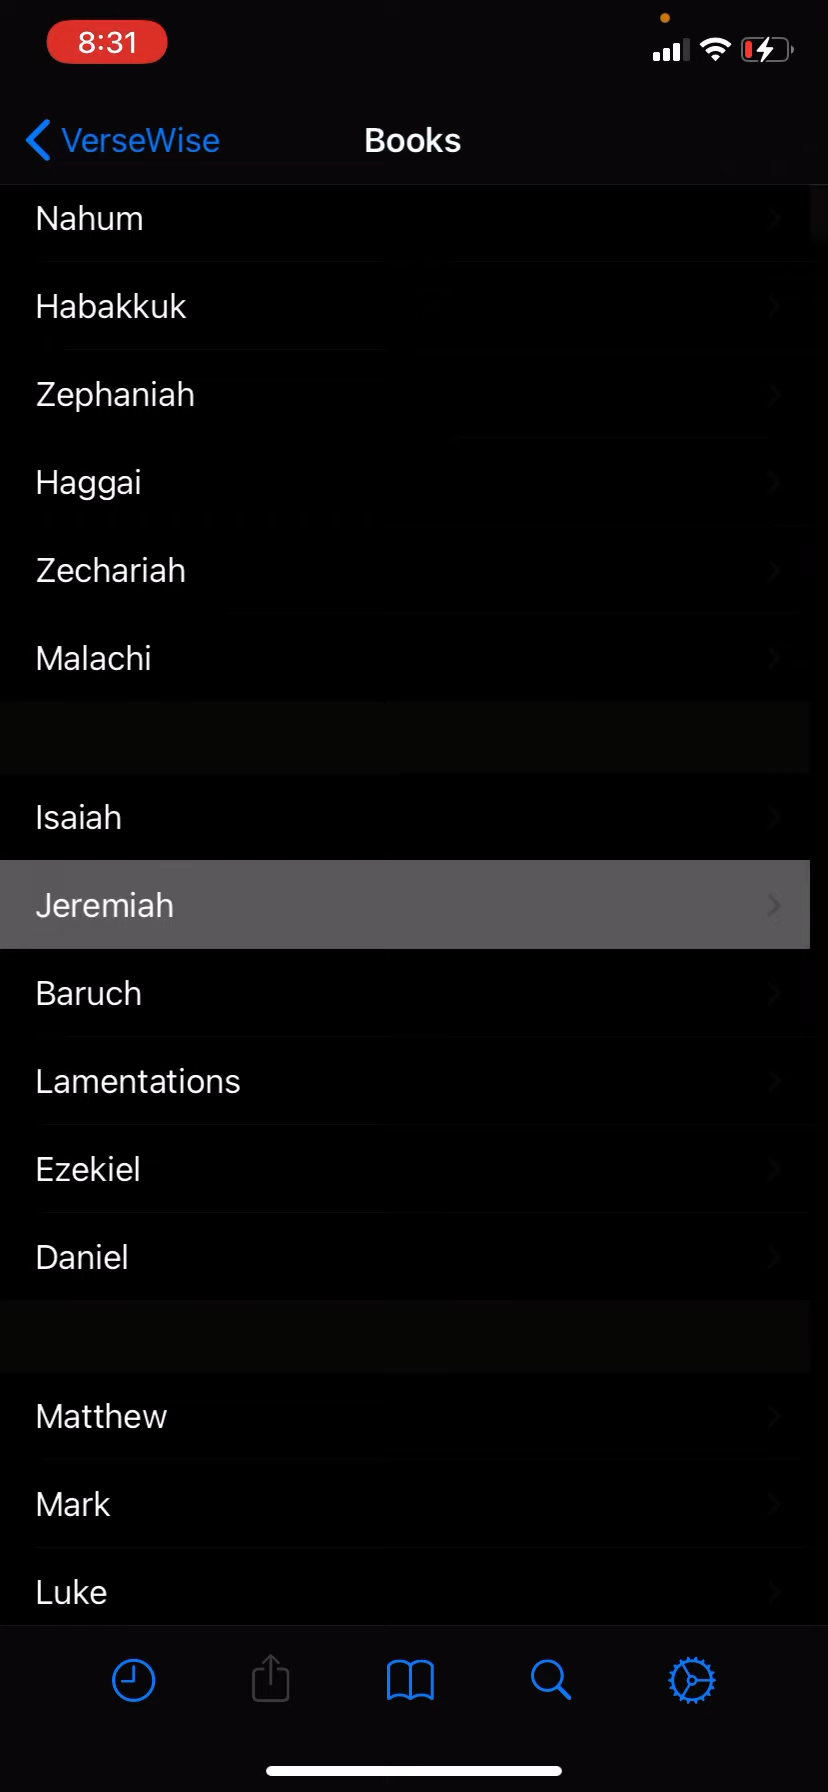 8:31
VerseWise
Books
Nahum
Habakkuk
Zephaniah
Haggai
Zechariah
Malachi
Isaiah
Jeremiah
Baruch
Lamentations
Ezekiel
Daniel
Matthew
Mark
Luke